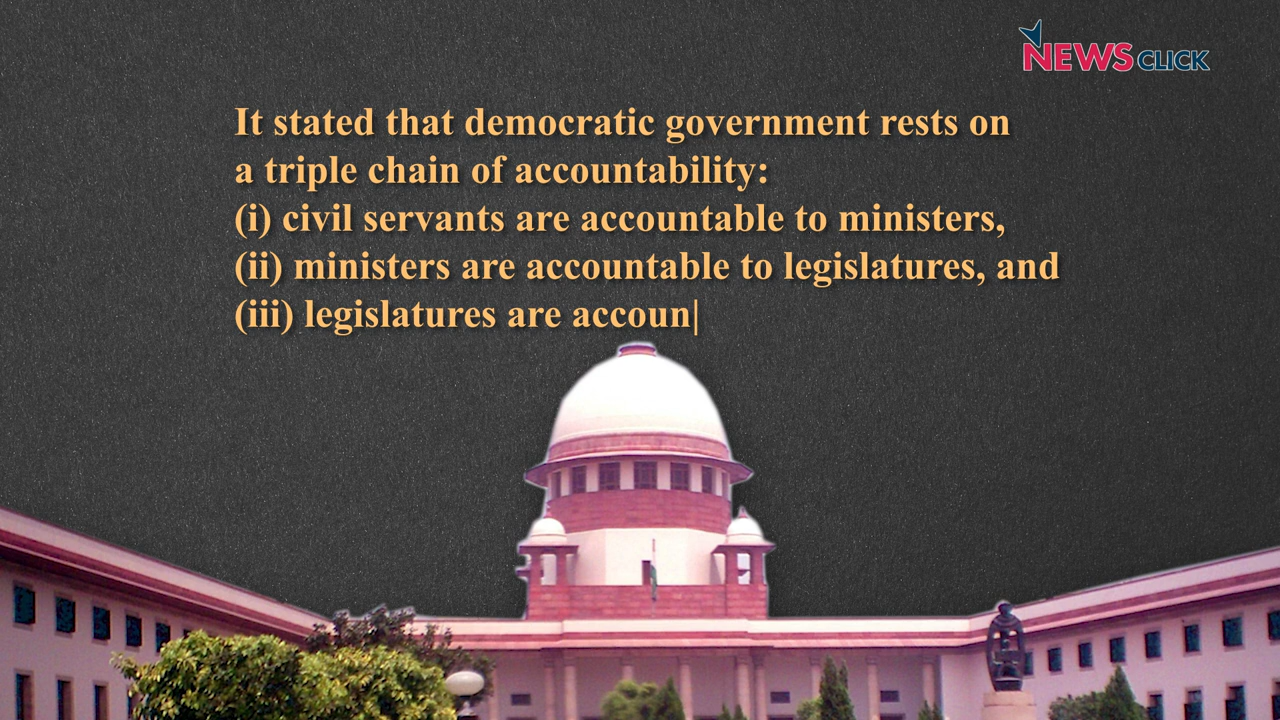 NEWSCLICK
It stated that democratic government rests on
a triple chain of accountability:
(i) civil servants are accountable to ministers,
(ii) ministers are accountable to legislatures, and
(iii) legislatures are accoun|